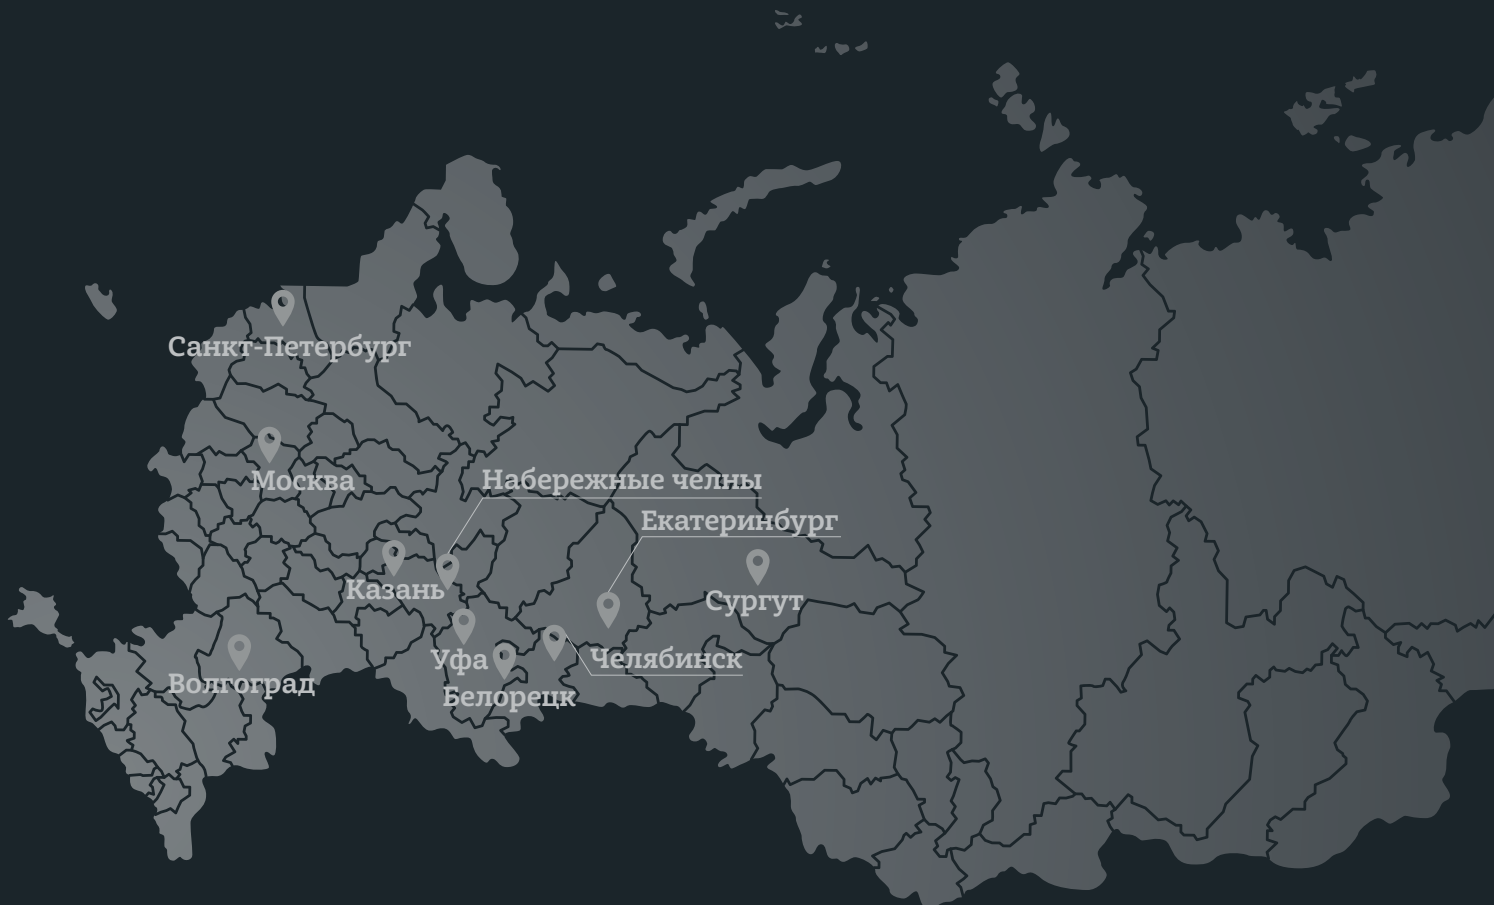 Санкт-Петербург
Москва
Набережные челны
Екатеринбург
Казань
Сургут
Уфа
Челябинск
Волгоград
Белорецк